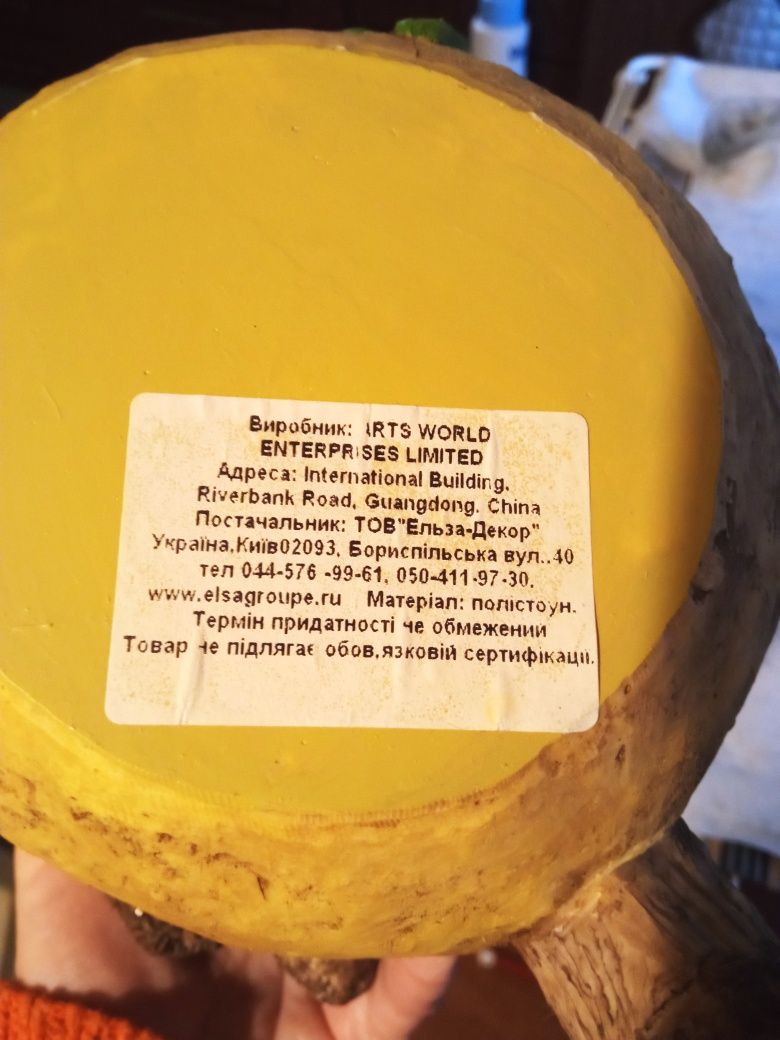 Виробник: ARTS WORLD
ENTERPRISES LIMITED
Адреса: International Building,
Riverbank Road, Guangdong, China
Постачальник: ТОВ"Ельза-Декор"
Україна,Київ02093, Бориспільська вул..40
тел 044-576 -99-61, 050-411-97-30.
www.elsagroupe.ru Матеріал: полістоун.
Термін придатності не обмежений
Товар не підлягає обов,язковій сертифікації.